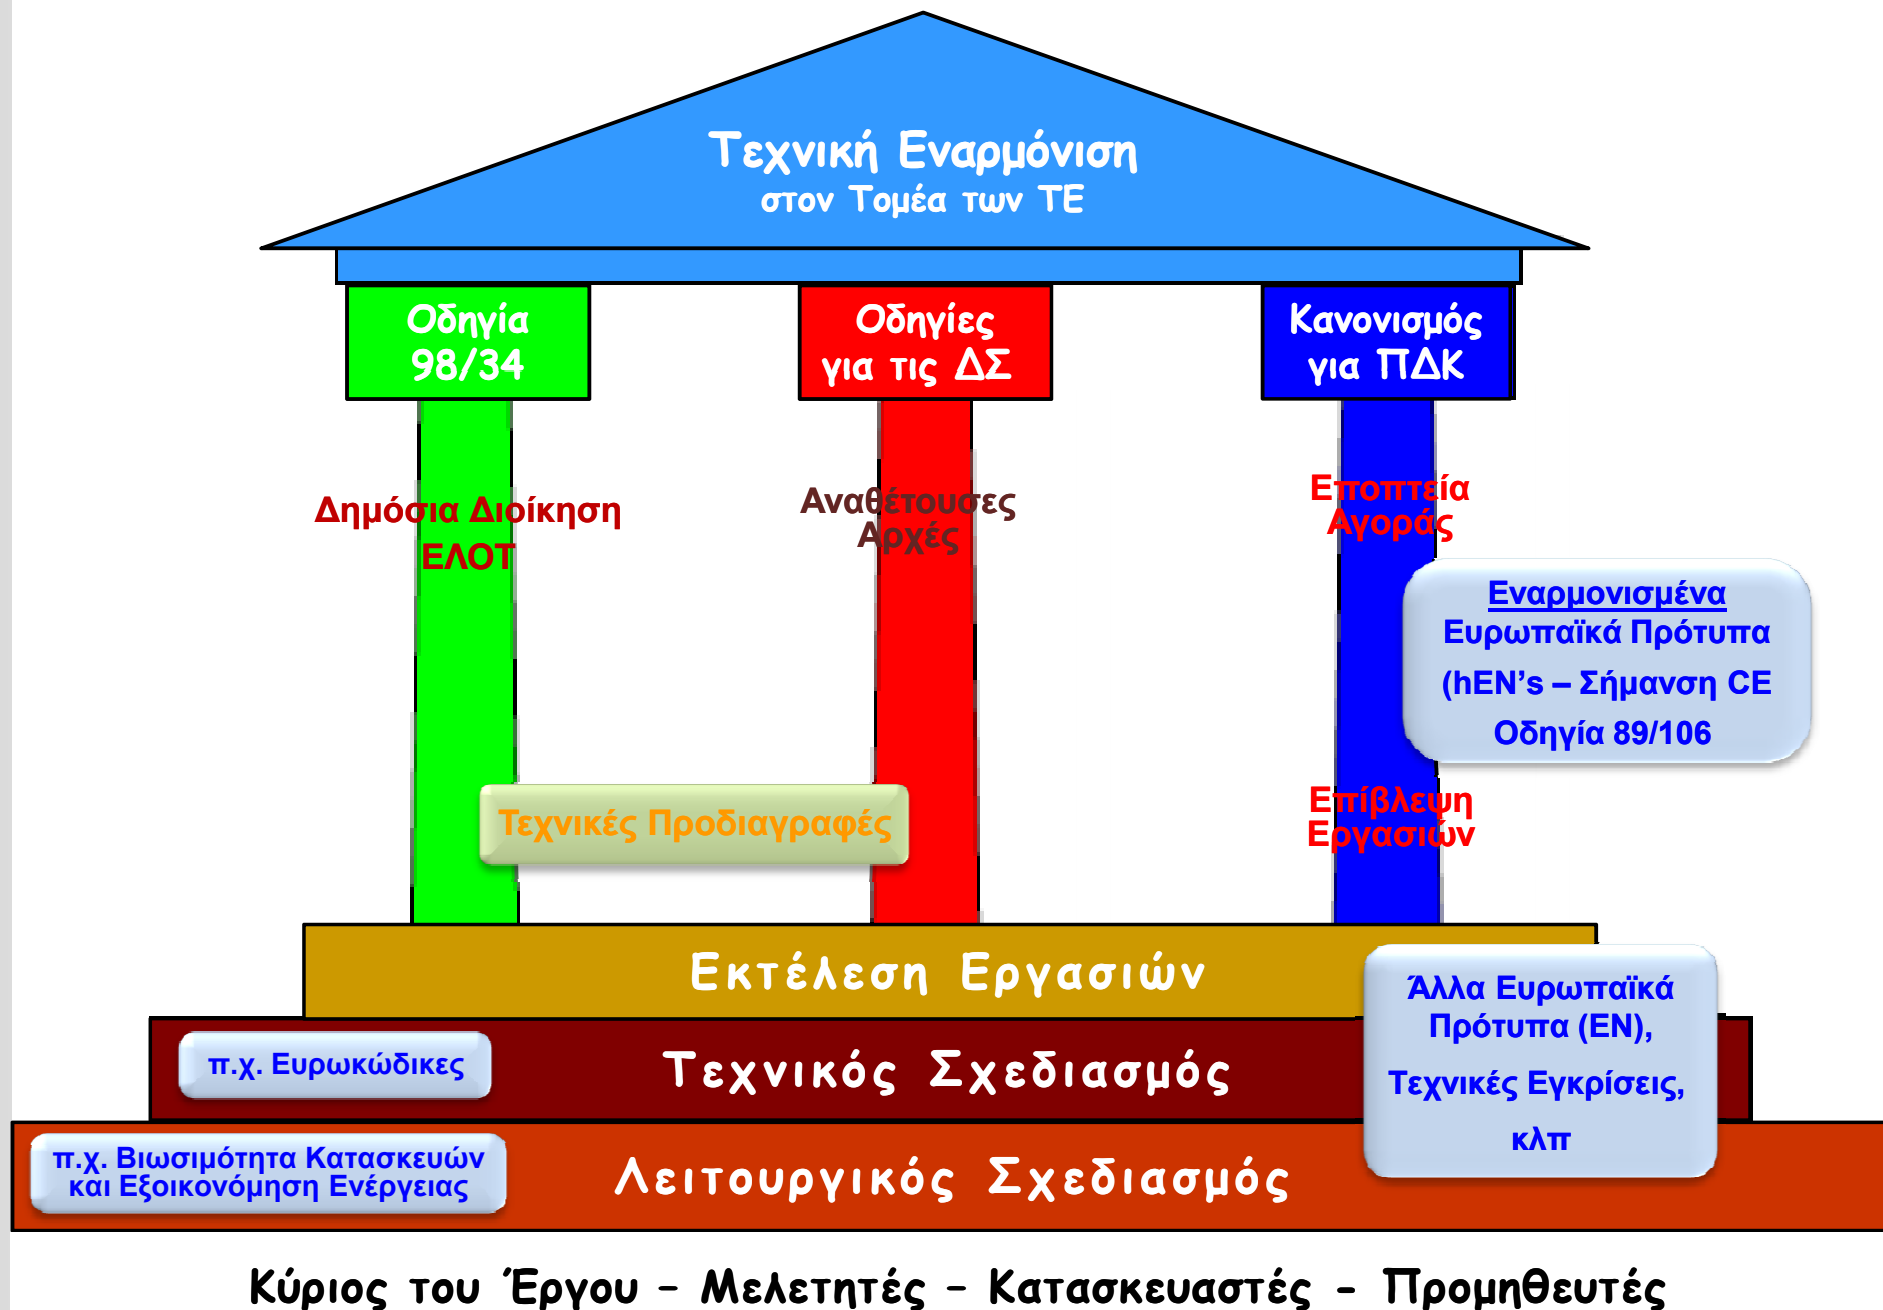 Τεχνική Εναρμόνιση
στον Τομέα των ΤΕ
Οδηγία
98/34
Οδηγίες
για τις ΔΣ
Κανονισμός
για ΠΔΚ
Δημόσια Διοίκηση
ΕΛΟΤ
Αναθέτουσες
Αρχές
Εποπτεία
Αγοράς
Εναρμονισμένα
Ευρωπαϊκά Πρότυπα
(hEN's – Σήμανση CE
Οδηγία 89/106
Τεχνικές Προδιαγραφές
Επίβλεψη
Εργασιών
Εκτέλεση Εργασιών
Άλλα Ευρωπαϊκά
Πρότυπα (ΕΝ),
Τεχνικές Εγκρίσεις,
κλπ
π.χ. Ευρωκώδικες
Τεχνικός Σχεδιασμός
π.χ. Βιωσιμότητα Κατασκευών
και Εξοικονόμηση Ενέργειας
Λειτουργικός Σχεδιασμός
Κύριος του Έργου – Μελετητές – Κατασκευαστές - Προμηθευτές